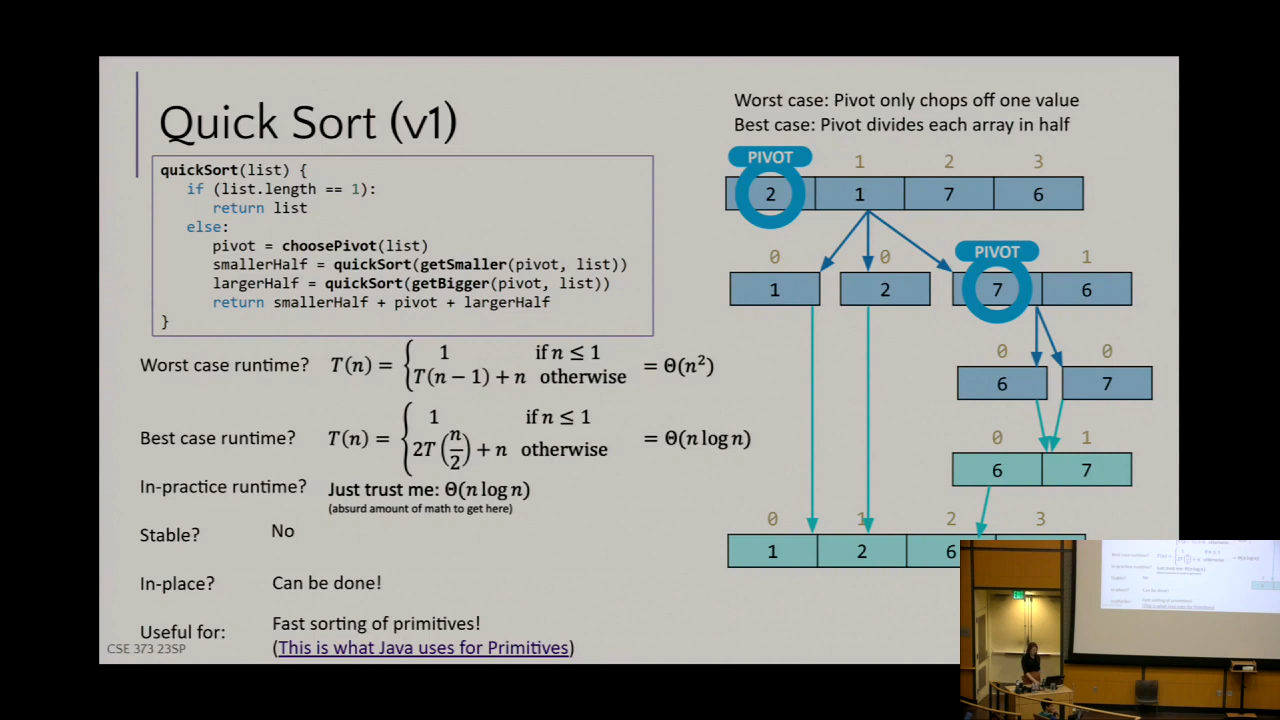 Quick Sort (v1)
quickSort(list) {
if (list.length == 1):
return list
else:
pivot = choosePivot(list)
smallerHalf = quickSort(getSmaller(pivot, list))
largerHalf = quickSort(getBigger(pivot, list))
return smallerHalf + pivot + largerHalf
}
Worst case runtime? T(n) = { 1 if n ≤ 1
T(n − 1) + n otherwise = Θ(n²)
Best case runtime? T(n) = { 1 if n ≤ 1
2T(n/2) + n otherwise = Θ(n log n)
In-practice runtime? Just trust me: Θ(n log n)
(absurd amount of math to get here)
Stable? No
In-place? Can be done!
Useful for: Fast sorting of primitives!
(This is what Java uses for Primitives)
CSE 373 23SP
Worst case: Pivot only chops off one value
Best case: Pivot divides each array in half
PIVOT 1 2 3
2 1 7 6
0 0 PIVOT 1
1 2 7 6
0 0
6 7
0 1
6 7
0 1 2 3
1 2 6